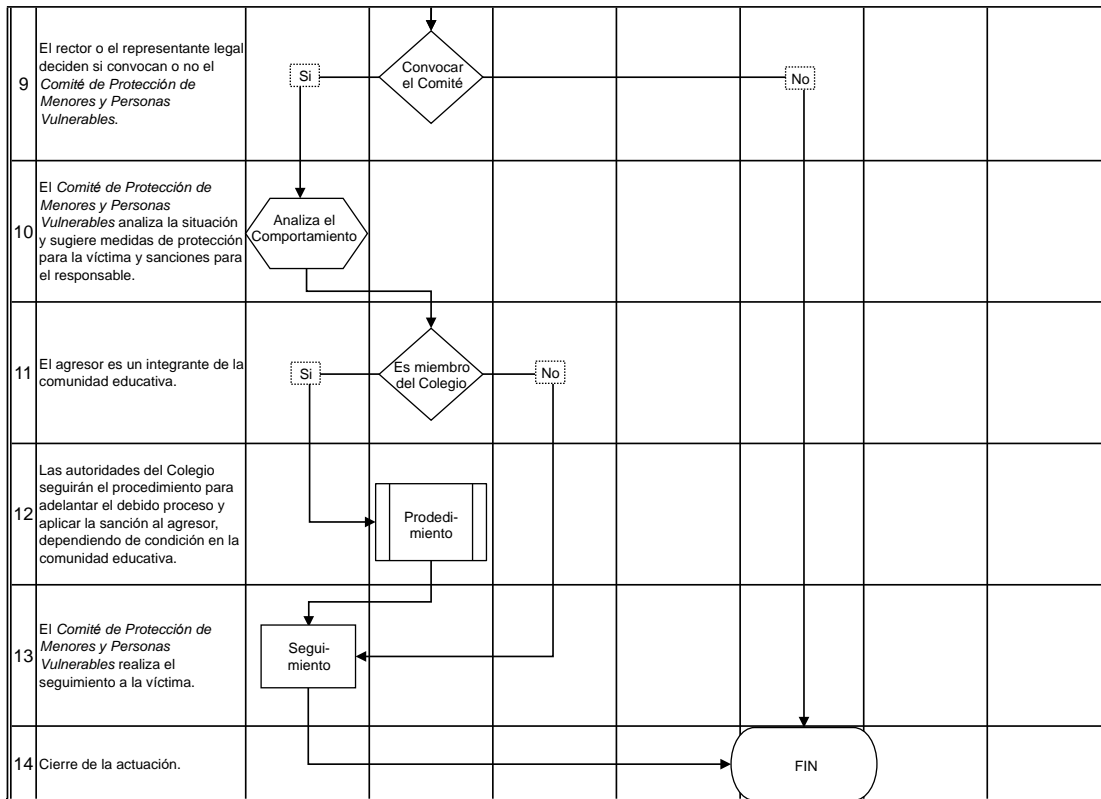 9
El rector o el representante legal
deciden si convocan o no el
Comité de Protección de
Menores y Personas
Vulnerables.
Si
Convocar
el Comité
No
10
El Comité de Protección de
Menores y Personas
Vulnerables analiza la situación
y sugiere medidas de protección
para la víctima y sanciones para
el responsable.
Analiza el
Comportamiento
11
El agresor es un integrante de la
comunidad educativa.
Si
Es miembro
del Colegio
No
12
Las autoridades del Colegio
seguirán el procedimiento para
adelantar el debido proceso y
aplicar la sanción al agresor,
dependiendo de condición en la
comunidad educativa.
Prodedi-
miento
13
El Comité de Protección de
Menores y Personas
Vulnerables realiza el
seguimiento a la víctima.
Segui-
miento
14
Cierre de la actuación.
FIN